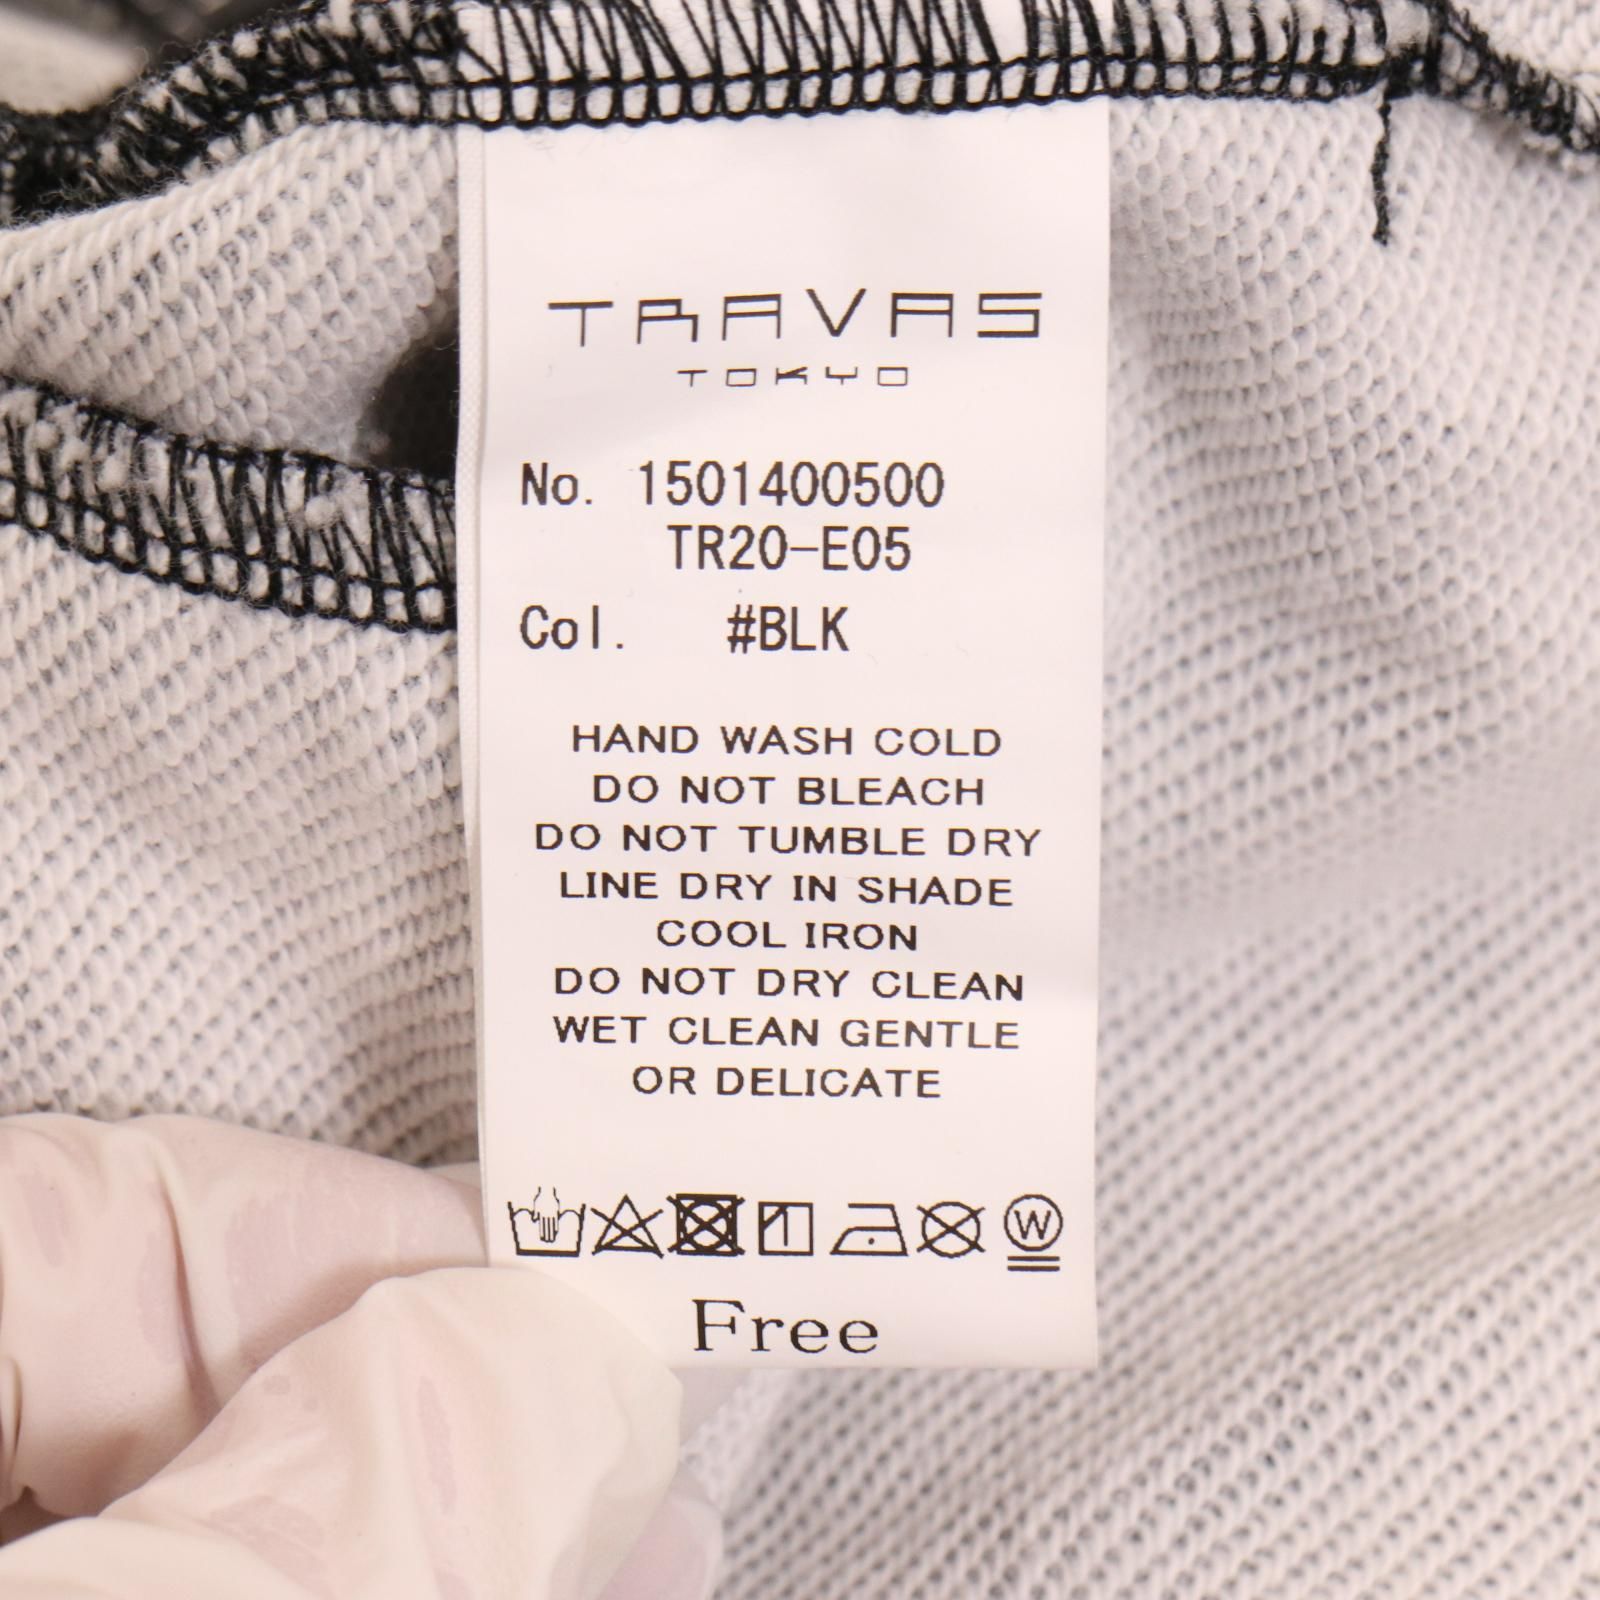 TRAVAS
TOKYO
No. 1501400500
TR20-E05
Col. #BLK
HAND WASH COLD
DO NOT BLEACH
DO NOT TUMBLE DRY
LINE DRY IN SHADE
COOL IRON
DO NOT DRY CLEAN
WET CLEAN GENTLE
OR DELICATE
W
Free